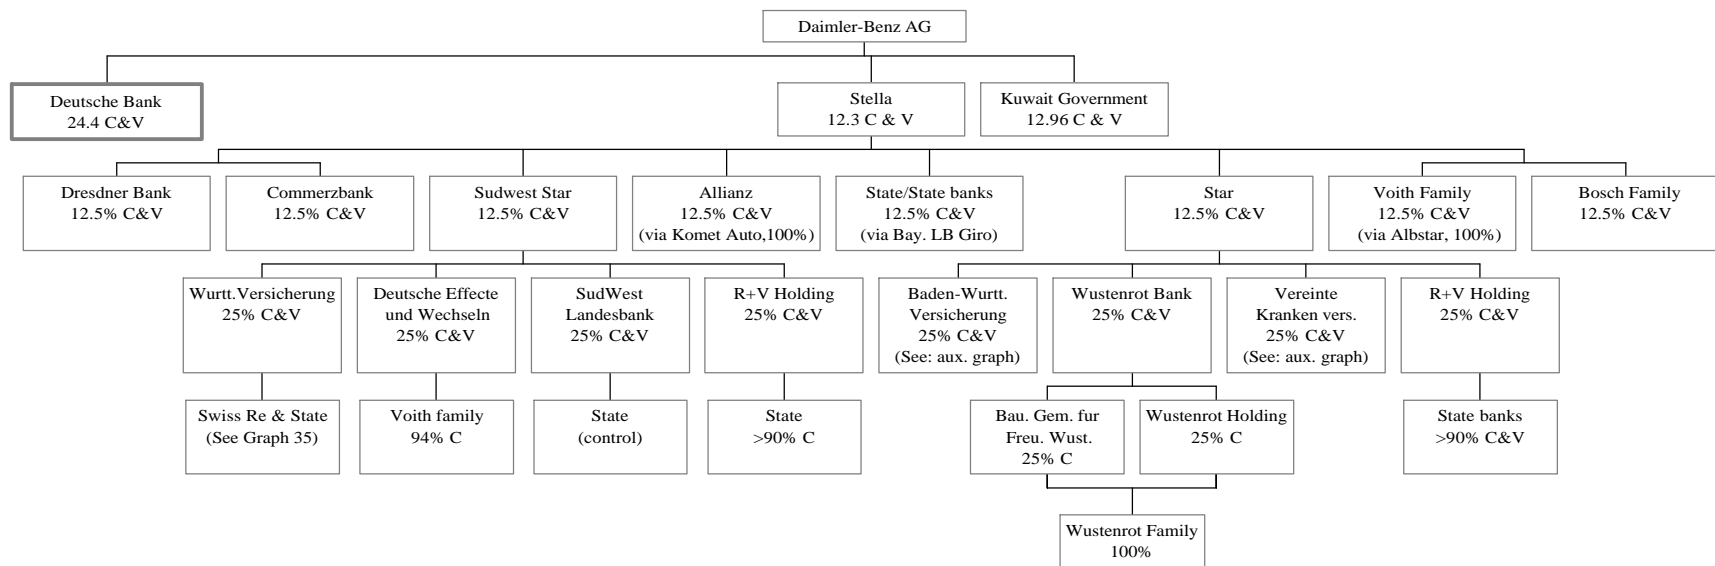 Daimler-Benz AG
Deutsche Bank
24.4 C&V
Stella
12.3 C & V
Kuwait Government
12.96 C & V
Dresdner Bank
12.5% C&V
Commerzbank
12.5% C&V
Sudwest Star
12.5% C&V
Allianz
12.5% C&V
(via Komet Auto,100%)
State/State banks
12.5% C&V
(via Bay. LB Giro)
Star
12.5% C&V
Voith Family
12.5% C&V
(via Albstar, 100%)
Bosch Family
12.5% C&V
Wurtt.Versicherung
25% C&V
Deutsche Effecte
und Wechseln
25% C&V
SudWest
Landesbank
25% C&V
R+V Holding
25% C&V
Baden-Wurtt.
Versicherung
25% C&V
(See: aux. graph)
Wustenrot Bank
25% C&V
Vereinte
Kranken vers.
25% C&V
(See: aux. graph)
R+V Holding
25% C&V
Swiss Re & State
(See Graph 35)
Voith family
94% C
State
(control)
State
>90% C
Bau. Gem. fur
Freu. Wust.
25% C
Wustenrot Holding
25% C
State banks
>90% C&V
Wustenrot Family
100%